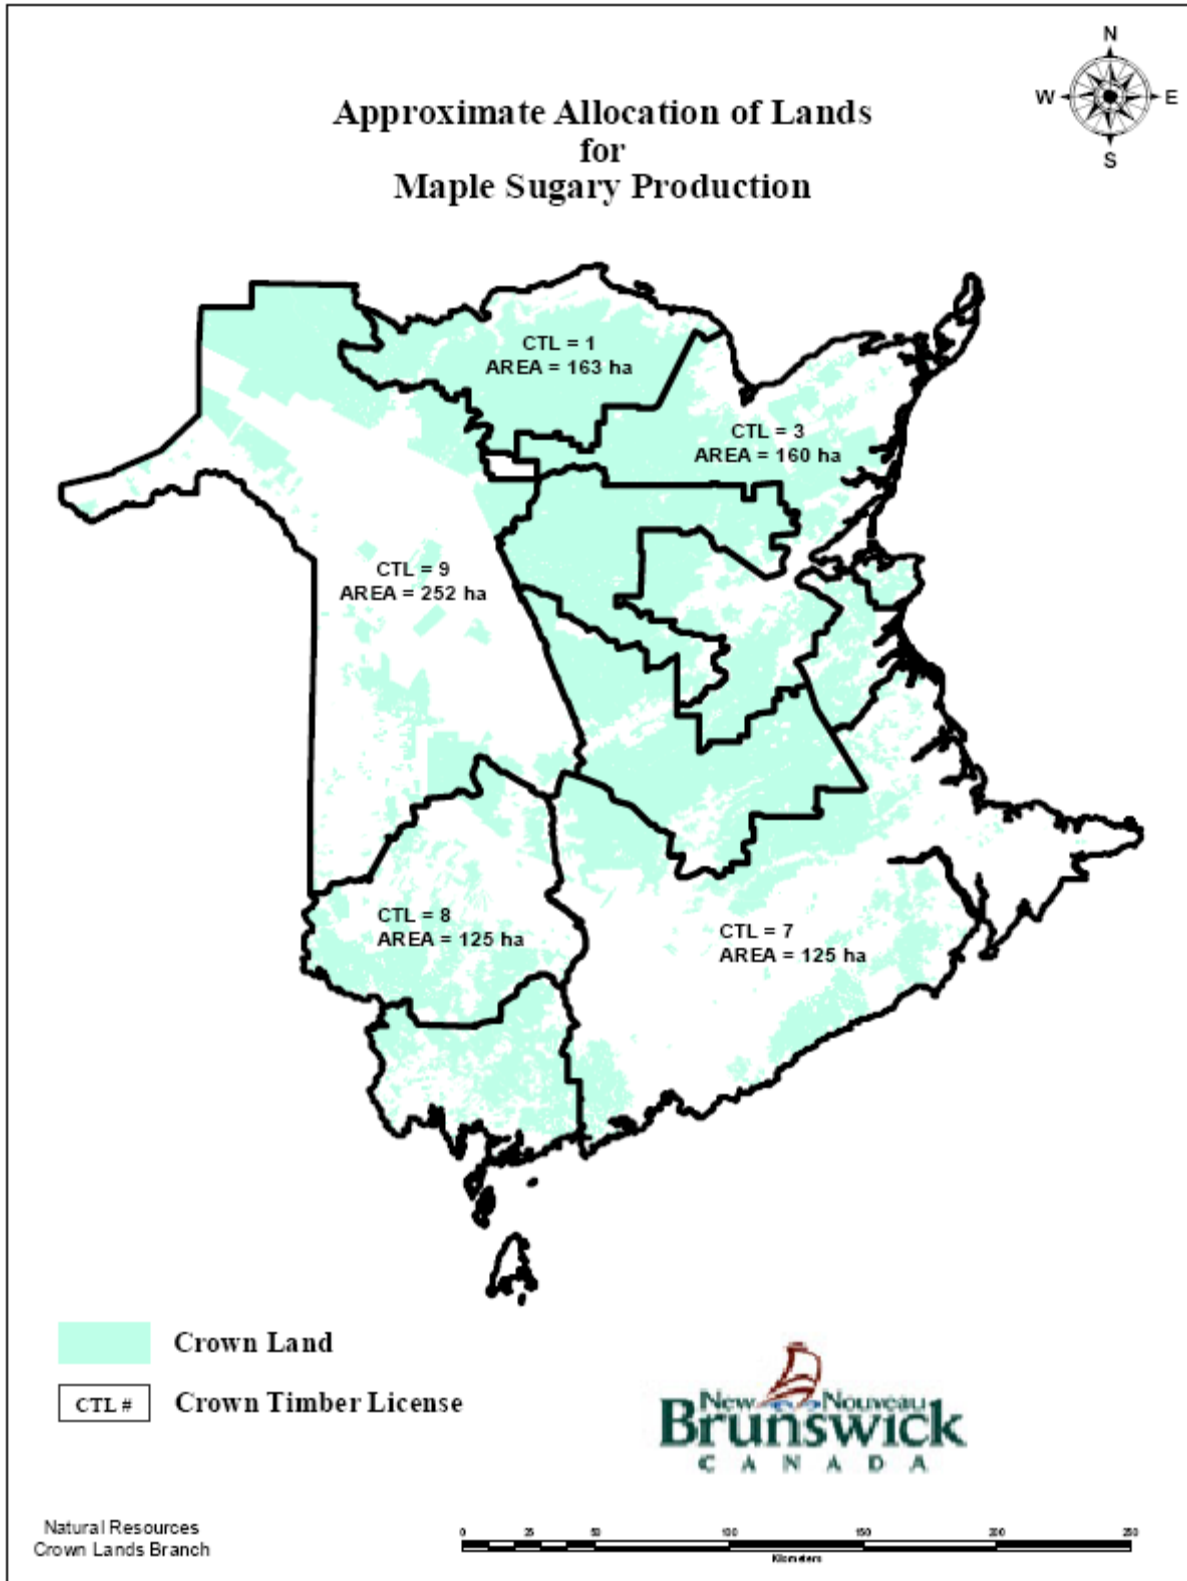 N
W E
S
Approximate Allocation of Lands
for
Maple Sugary Production
CTL = 1
AREA = 163 ha
CTL = 3
AREA = 160 ha
CTL = 9
AREA = 252 ha
CTL = 8
AREA = 125 ha
CTL = 7
AREA = 125 ha
Crown Land
CTL # Crown Timber License
New Nouveau
Brunswick
CANADA
Natural Resources
Crown Lands Branch
0 25 50 100 150 200 250
Kilometers